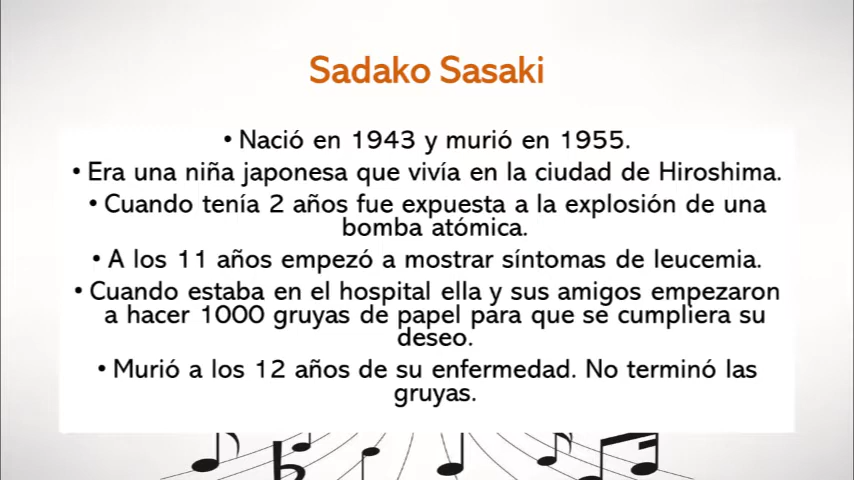 Sadako Sasaki
• Nació en 1943 y murió en 1955.
• Era una niña japonesa que vivía en la ciudad de Hiroshima.
• Cuando tenía 2 años fue expuesta a la explosión de una
bomba atómica.
• A los 11 años empezó a mostrar síntomas de leucemia.
• Cuando estaba en el hospital ella y sus amigos empezaron
a hacer 1000 gruyas de papel para que se cumpliera su
deseo.
• Murió a los 12 años de su enfermedad. No terminó las
gruyas.